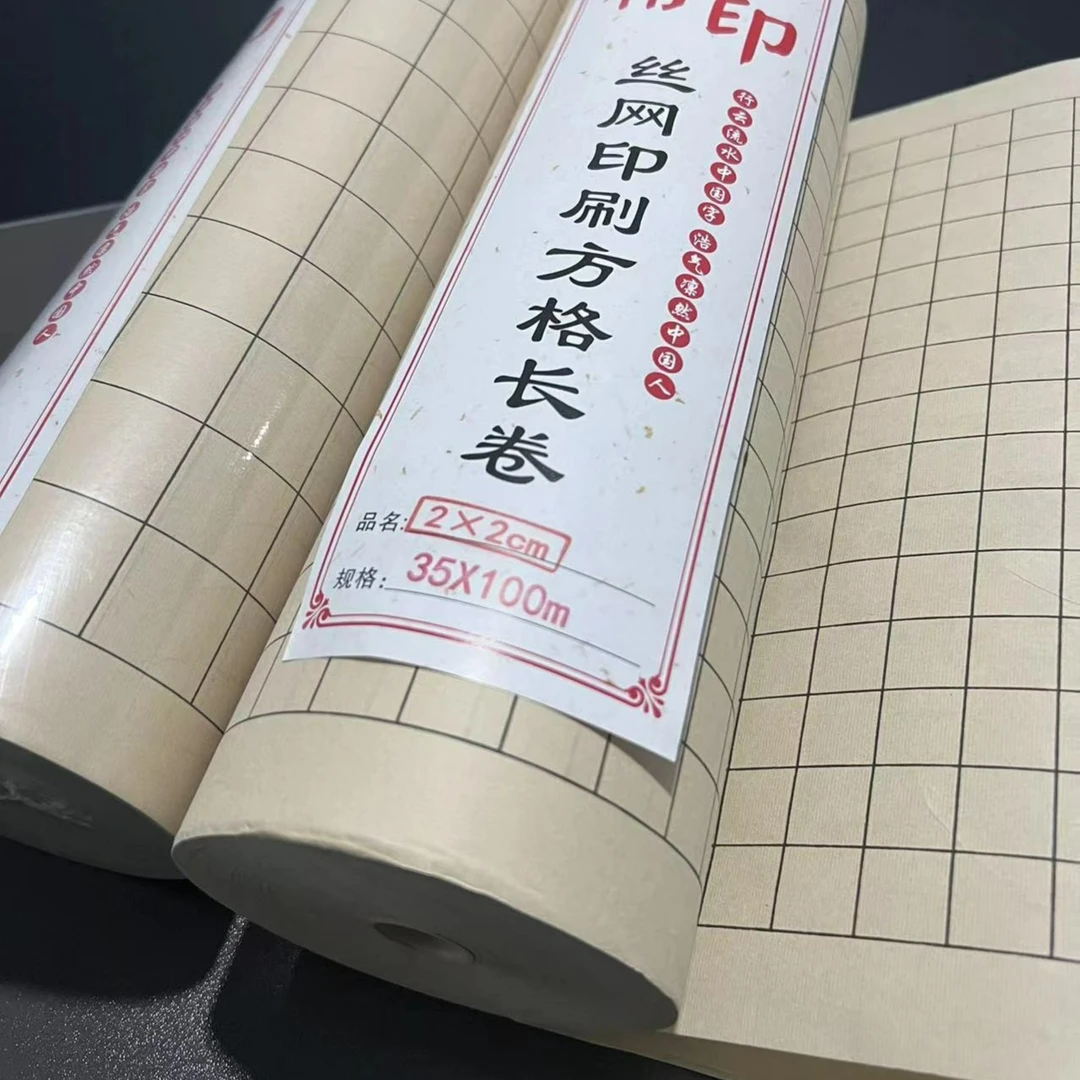 印
丝网印刷方格长卷
行云流水中国字 浩气凛然中国人
品名:2×2cm
规格:35X100m